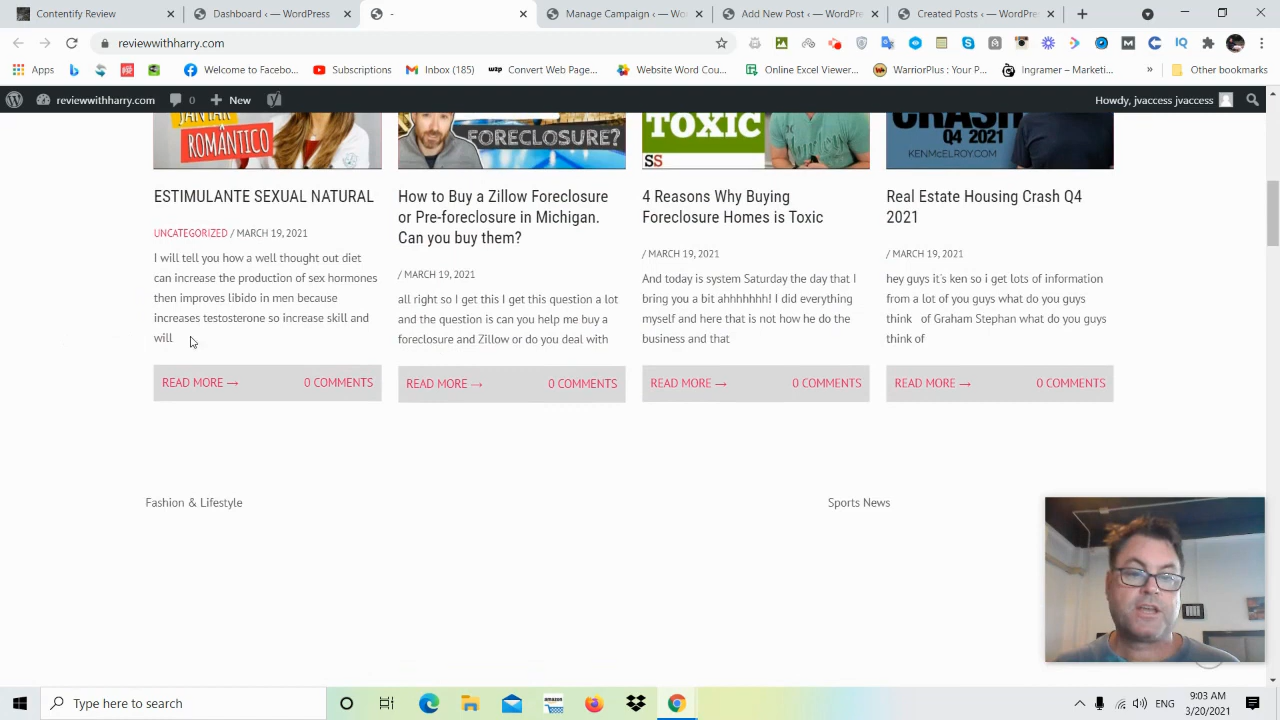 Contentify Review
Dashboard ‹ WordPress
-
Manage Campaign ‹ - Wo
Add New Post ‹ — Wor
Created Posts ‹ — WordPre
reviewwithharry.com
Apps
Welcome to Facebo...
Subscriptions
Inbox (185)
Convert Web Page...
Website Word Cou...
Online Excel Viewer...
WarriorPlus : Your P...
Ingramer – Marketi...
»
Other bookmarks
reviewwithharry.com
0
New
Howdy, jvaccess jvaccess
JANTAR
ROMÂNTICO
FORECLOSURE?
TOXIC
SS
CRASH
Q4 2021
KENMcELROY.COM
ESTIMULANTE SEXUAL NATURAL
UNCATEGORIZED / MARCH 19, 2021
I will tell you how a well thought out diet
can increase the production of sex hormones
then improves libido in men because
increases testosterone so increase skill and
will
READ MORE → 0 COMMENTS
How to Buy a Zillow Foreclosure
or Pre-foreclosure in Michigan.
Can you buy them?
/ MARCH 19, 2021
all right so I get this I get this question a lot
and the question is can you help me buy a
foreclosure and Zillow or do you deal with
READ MORE → 0 COMMENTS
4 Reasons Why Buying
Foreclosure Homes is Toxic
/ MARCH 19, 2021
And today is system Saturday the day that I
bring you a bit ahhhhhhh! I did everything
myself and here that is not how he do the
business and that
READ MORE → 0 COMMENTS
Real Estate Housing Crash Q4
2021
/ MARCH 19, 2021
hey guys it's ken so i get lots of information
from a lot of you guys what do you guys
think of Graham Stephan what do you guys
think of
READ MORE → 0 COMMENTS
Fashion & Lifestyle
Sports News
Type here to search
ENG
9:03 AM
3/20/2021